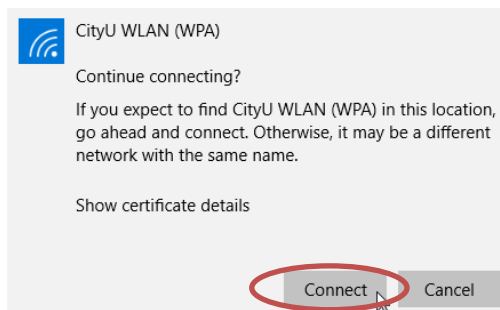 CityU WLAN (WPA)
Continue connecting?
If you expect to find CityU WLAN (WPA) in this location,
go ahead and connect. Otherwise, it may be a different
network with the same name.
Show certificate details
Connect Cancel